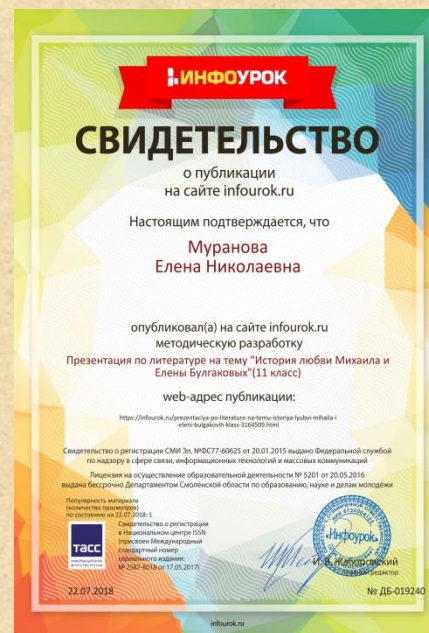 ИНФОУРОК
СВИДЕТЕЛЬСТВО
о публикации
на сайте infourok.ru
Настоящим подтверждается, что
Муранова
Елена Николаевна
опубликовал(а) на сайте infourok.ru
методическую разработку
Презентация по литературе на тему "История любви Михаила и
Елены Булгаковых"(11 класс)
web-адрес публикации:
https://infourok.ru/prezentaciya-po-literature-na-temu-istoriya-lyubvi-mihaila-i
-eleni-bulgakovih-klass-3164509.html
Свидетельство о регистрации СМИ Эл. №ФС77-60625 от 20.01.2015 выдано Федеральной службой
по надзору в сфере связи, информационных технологий и массовых коммуникаций
Лицензия на осуществление образовательной деятельности № 5201 от 20.05.2016
выдана бессрочно Департаментом Смоленской области по образованию, науке и делам молодёжи
Популярность материала
(количество просмотров)
по состоянию на 22.07.2018: 1
Свидетельство о регистрации
в Национальном центре ISSN
(присвоен Международный
стандартный номер
сериального издания:
№ 2587-8018 от 17.05.2017)
ТАСС
«Инфоурок»
И. В. Жаборовский
Главный редактор
22.07.2018
№ ДБ-019240
infourok.ru